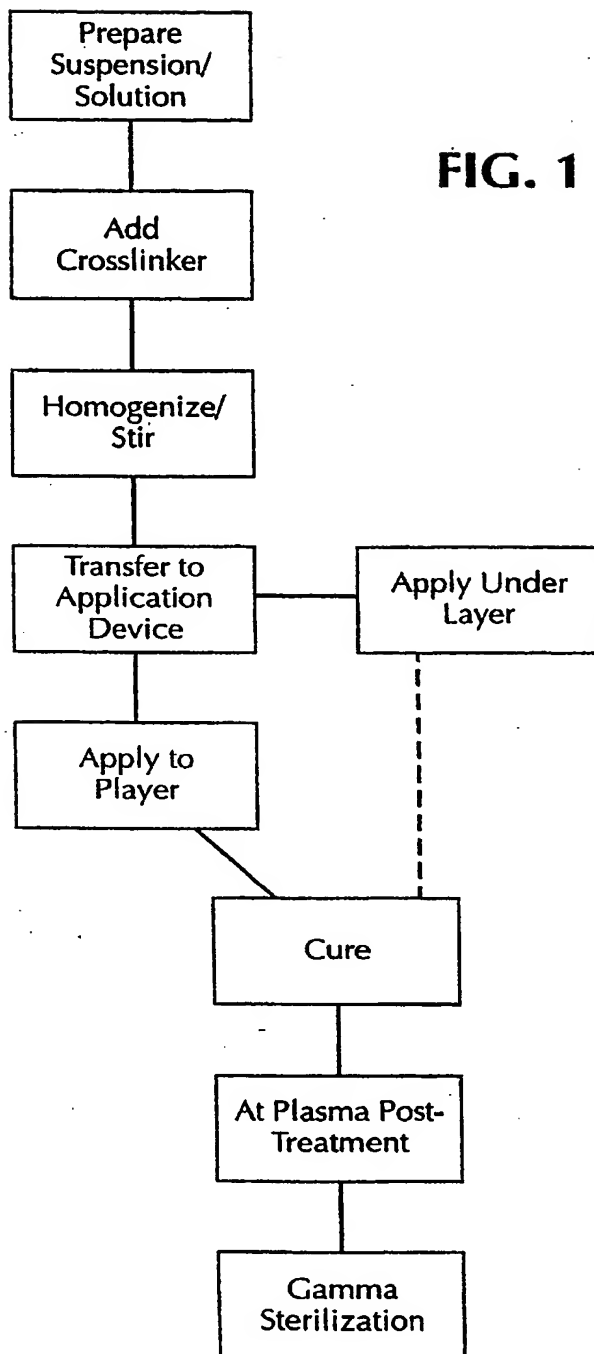 Prepare
Suspension/
Solution
FIG. 1
Add
Crosslinker
Homogenize/
Stir
Transfer to
Application
Device
Apply Under
Layer
Apply to
Player
Cure
At Plasma Post-
Treatment
Gamma
Sterilization